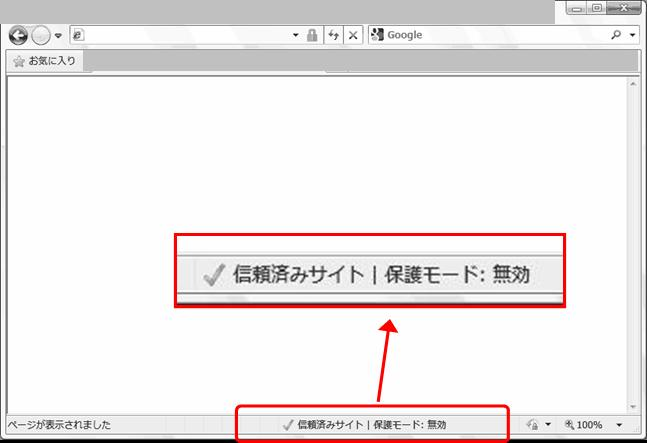 Google
お気に入り
信頼済みサイト | 保護モード: 無効
ページが表示されました
信頼済みサイト | 保護モード: 無効
100%